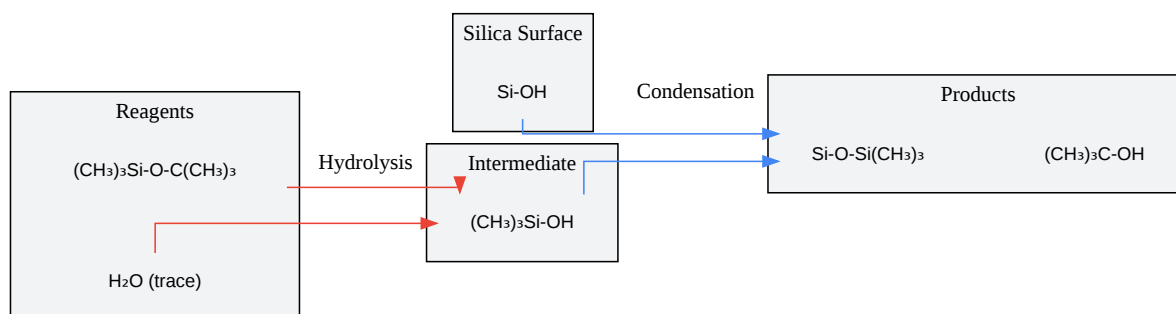 Reagents
(CH₃)₃Si-O-C(CH₃)₃
H₂O (trace)
Hydrolysis
Silica Surface
Si-OH
Intermediate
(CH₃)₃Si-OH
Condensation
Products
Si-O-Si(CH₃)₃ (CH₃)₃C-OH